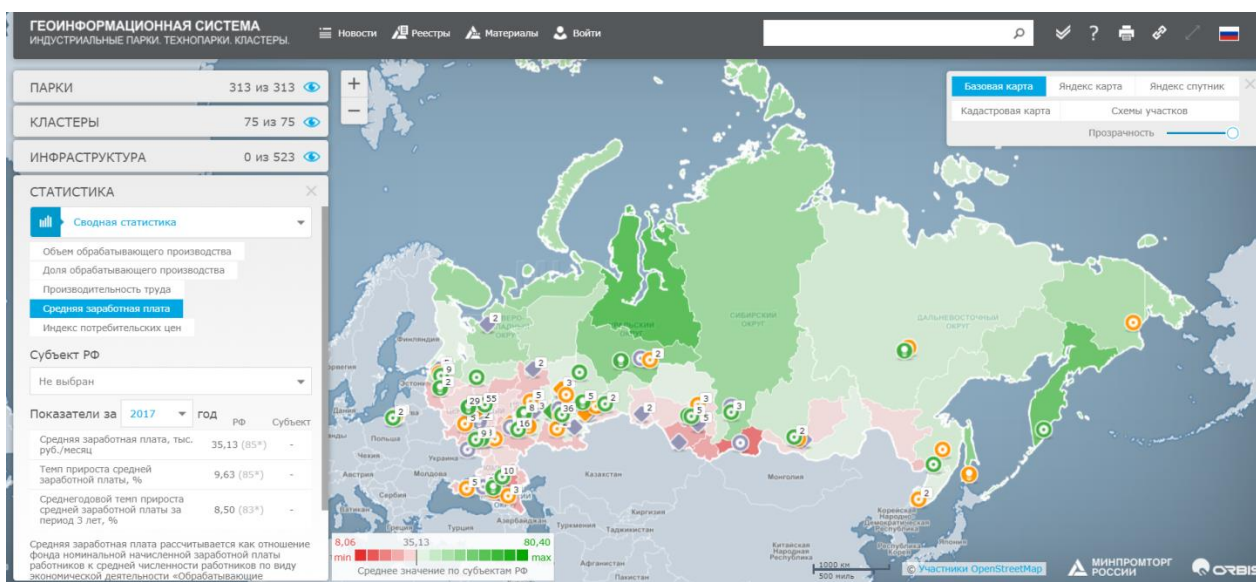 ГЕОИНФОРМАЦИОННАЯ СИСТЕМА
ИНДУСТРИАЛЬНЫЕ ПАРКИ. ТЕХНОПАРКИ. КЛАСТЕРЫ.
Новости Реестры Материалы Войти
ПАРКИ 313 из 313
КЛАСТЕРЫ 75 из 75
ИНФРАСТРУКТУРА 0 из 523
СТАТИСТИКА
Сводная статистика
Объем обрабатывающего производства
Доля обрабатывающего производства
Производительность труда
Средняя заработная плата
Индекс потребительских цен
Субъект РФ
Не выбран
Показатели за 2017 год РФ Субъект
Средняя заработная плата, тыс. руб./месяц 35,13 (85*) -
Темп прироста средней заработной платы, % 9,63 (85*) -
Среднегодовой темп прироста средней заработной платы за период 3 лет, % 8,50 (83*) -
Средняя заработная плата рассчитывается как отношение
фонда номинальной начисленной заработной платы
работников к средней численности работников по виду
экономической деятельности «Обрабатывающие
+
−
Базовая карта Яндекс карта Яндекс спутник
Кадастровая карта Схемы участков
Прозрачность
СИБИРСКИЙ ОКРУГ
ДАЛЬНЕВОСТОЧНЫЙ ОКРУГ
Финляндия
Польша
Украина
Чехия
Австрия
Молдова
Сербия
Греция
Турция
Азербайджан
Туркмения
Таджикистан
Киргизия
Казахстан
Монголия
Афганистан
Пакистан
Китайская Народная Республика
Корейская Народно-Демократическая Республика
Республика Корея
Япония
8,06 35,13 80,40
min max
Среднее значение по субъектам РФ
1000 км
500 миль
© Участники OpenStreetMap
МИНПРОМТОРГ РОССИИ
ORBIS